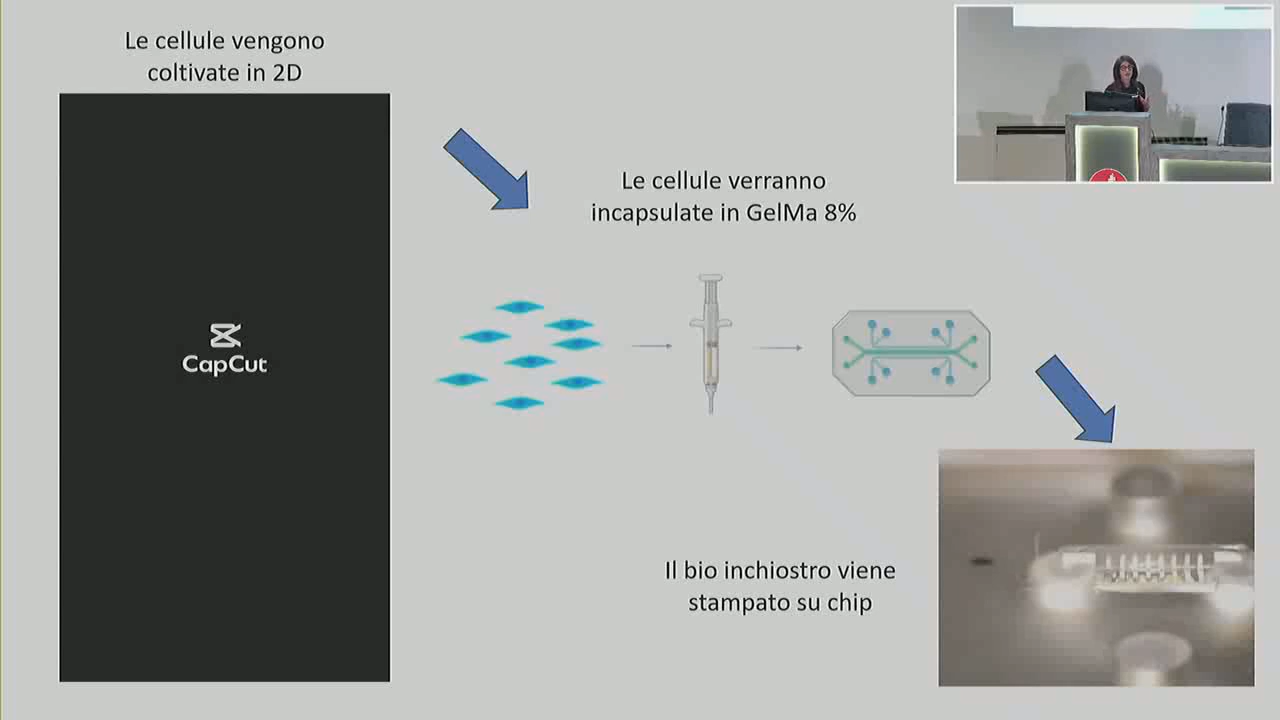 Le cellule vengono
coltivate in 2D
CapCut
Le cellule verranno
incapsulate in GelMa 8%
Il bio inchiostro viene
stampato su chip